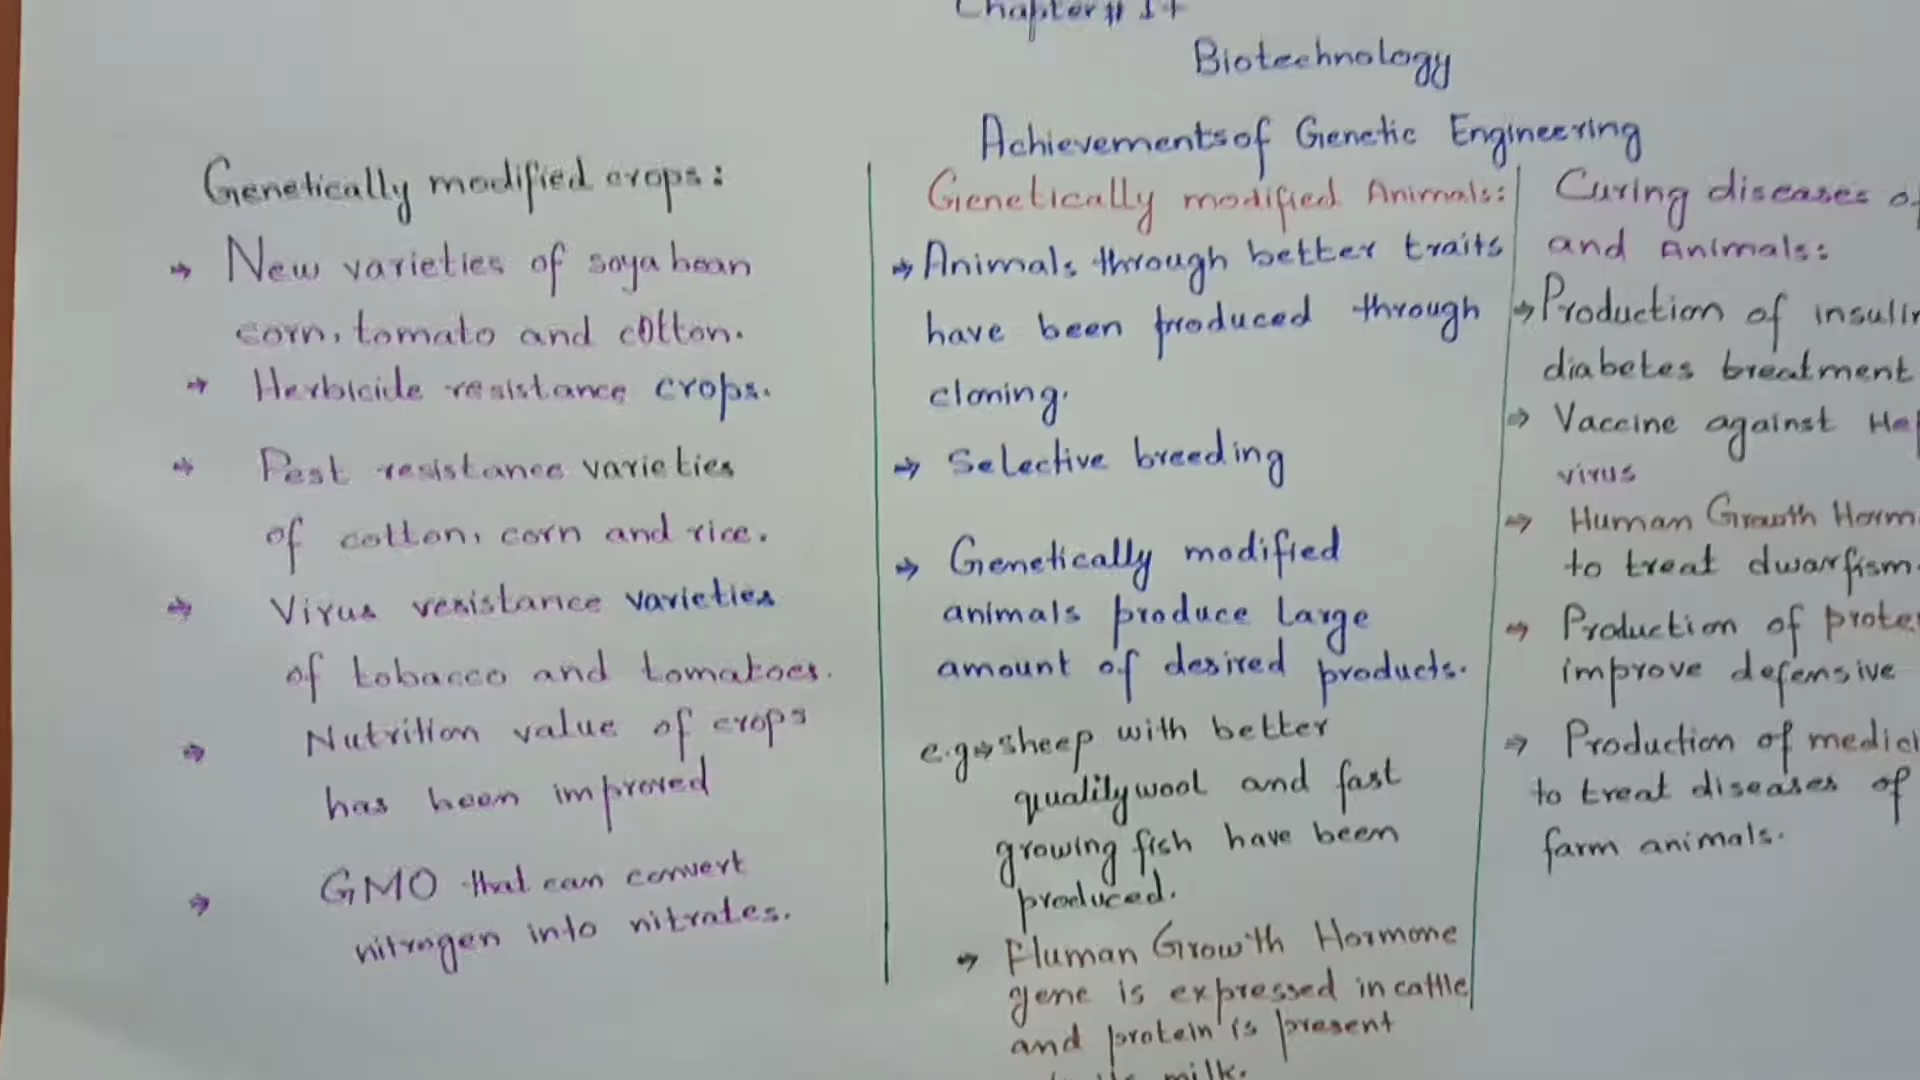 Chapter #
Biotechnology
Achievements of Genetic Engineering
Genetically modified crops:
⇒ New varieties of soya bean
corn, tomato and cotton.
⇒ Herbicide resistance crops.
⇒ Pest resistance varieties
of cotton, corn and rice.
⇒ Virus resistance varieties
of tobacco and tomatoes.
⇒ Nutrition value of crops
has been improved
⇒ GMO that can convert
nitrogen into nitrates.
Genetically modified Animals:
⇒ Animals through better traits
have been produced through
cloning.
⇒ Selective breeding
⇒ Genetically modified
animals produce large
amount of desired products.
e.g⇒ sheep with better
quality wool and fast
growing fish have been
produced.
⇒ Human Growth Hormone
gene is expressed in cattle
and protein is present
milk.
Curing diseases
and Animals:
⇒ Production of insulin
diabetes treatment
⇒ Vaccine against
virus
⇒ Human Growth
to treat dwarfism.
⇒ Production of
improve defensive
⇒ Production of
to treat diseases of
farm animals.